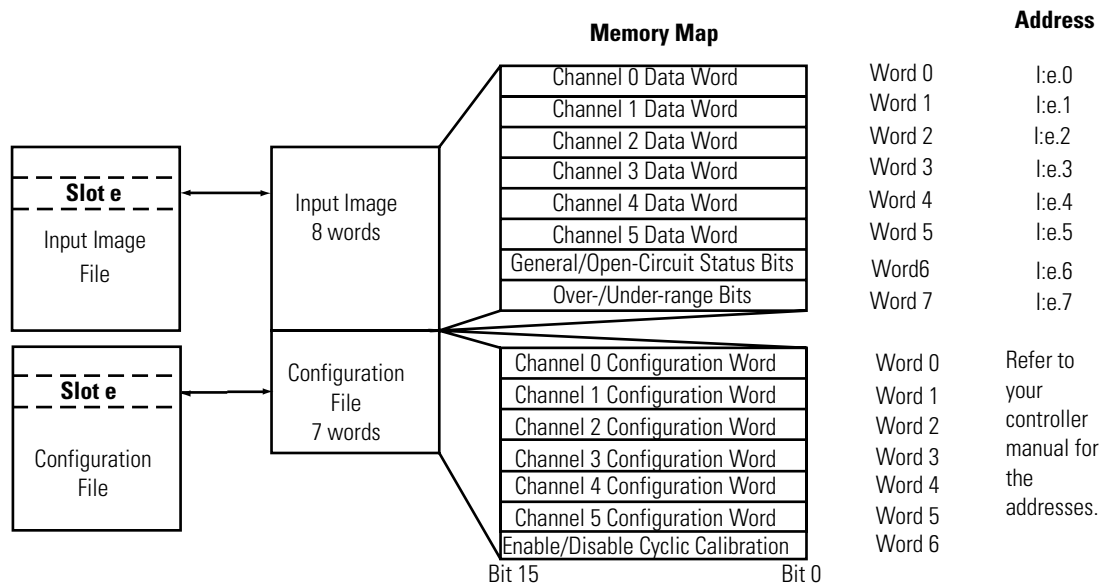 Memory Map
Address
Channel 0 Data Word Word 0 I:e.0
Channel 1 Data Word Word 1 I:e.1
Channel 2 Data Word Word 2 I:e.2
Channel 3 Data Word Word 3 I:e.3
Channel 4 Data Word Word 4 I:e.4
Channel 5 Data Word Word 5 I:e.5
General/Open-Circuit Status Bits Word6 I:e.6
Over-/Under-range Bits Word 7 I:e.7
Slot e
Input Image
File
Input Image
8 words
Slot e
Configuration
File
Configuration
File
7 words
Channel 0 Configuration Word Word 0
Channel 1 Configuration Word Word 1
Channel 2 Configuration Word Word 2
Channel 3 Configuration Word Word 3
Channel 4 Configuration Word Word 4
Channel 5 Configuration Word Word 5
Enable/Disable Cyclic Calibration Word 6
Bit 15 Bit 0
Refer to
your
controller
manual for
the
addresses.